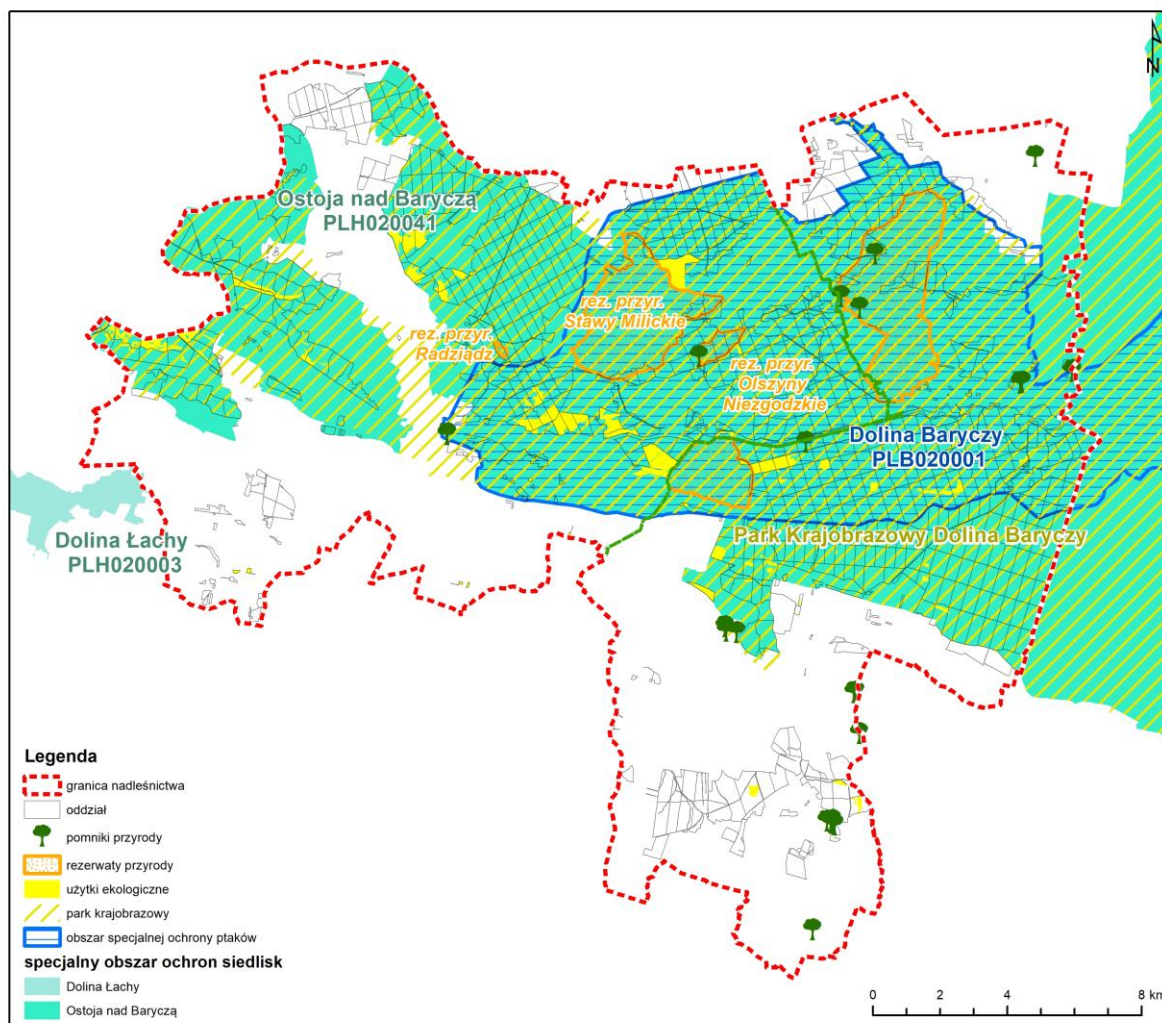 N
Ostoja nad Baryczą
PLH020041
rez. przyr.
Stawy Milickie
rez. przyr.
Radziądz
rez. przyr.
Olszyny
Niezgodzkie
Dolina Baryczy
PLB020001
Park Krajobrazowy Dolina Baryczy
Dolina Łachy
PLH020003
Legenda
granica nadleśnictwa
oddział
pomniki przyrody
rezerwaty przyrody
użytki ekologiczne
park krajobrazowy
obszar specjalnej ochrony ptaków
specjalny obszar ochron siedlisk
Dolina Łachy
Ostoja nad Baryczą
0 2 4 8 km